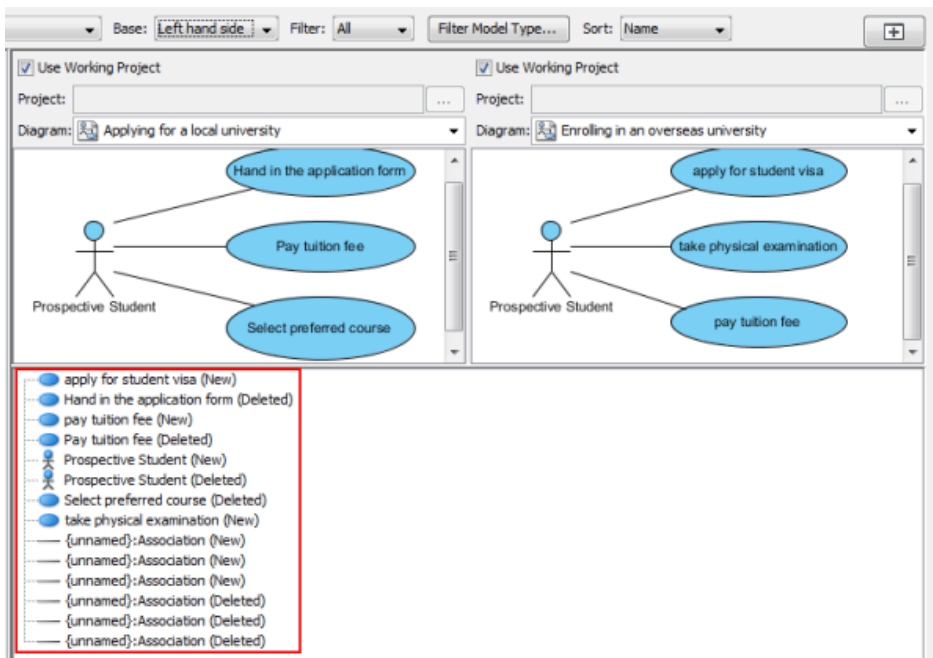 Base: Left hand side Filter: All Filter Model Type... Sort: Name
Use Working Project
Project: ...
Diagram: Applying for a local university
Hand in the application form
Pay tuition fee
Select preferred course
Prospective Student
Use Working Project
Project: ...
Diagram: Enrolling in an overseas university
apply for student visa
take physical examination
pay tuition fee
Prospective Student
apply for student visa (New)
Hand in the application form (Deleted)
pay tuition fee (New)
Pay tuition fee (Deleted)
Prospective Student (New)
Prospective Student (Deleted)
Select preferred course (Deleted)
take physical examination (New)
{unnamed}:Association (New)
{unnamed}:Association (New)
{unnamed}:Association (New)
{unnamed}:Association (Deleted)
{unnamed}:Association (Deleted)
{unnamed}:Association (Deleted)